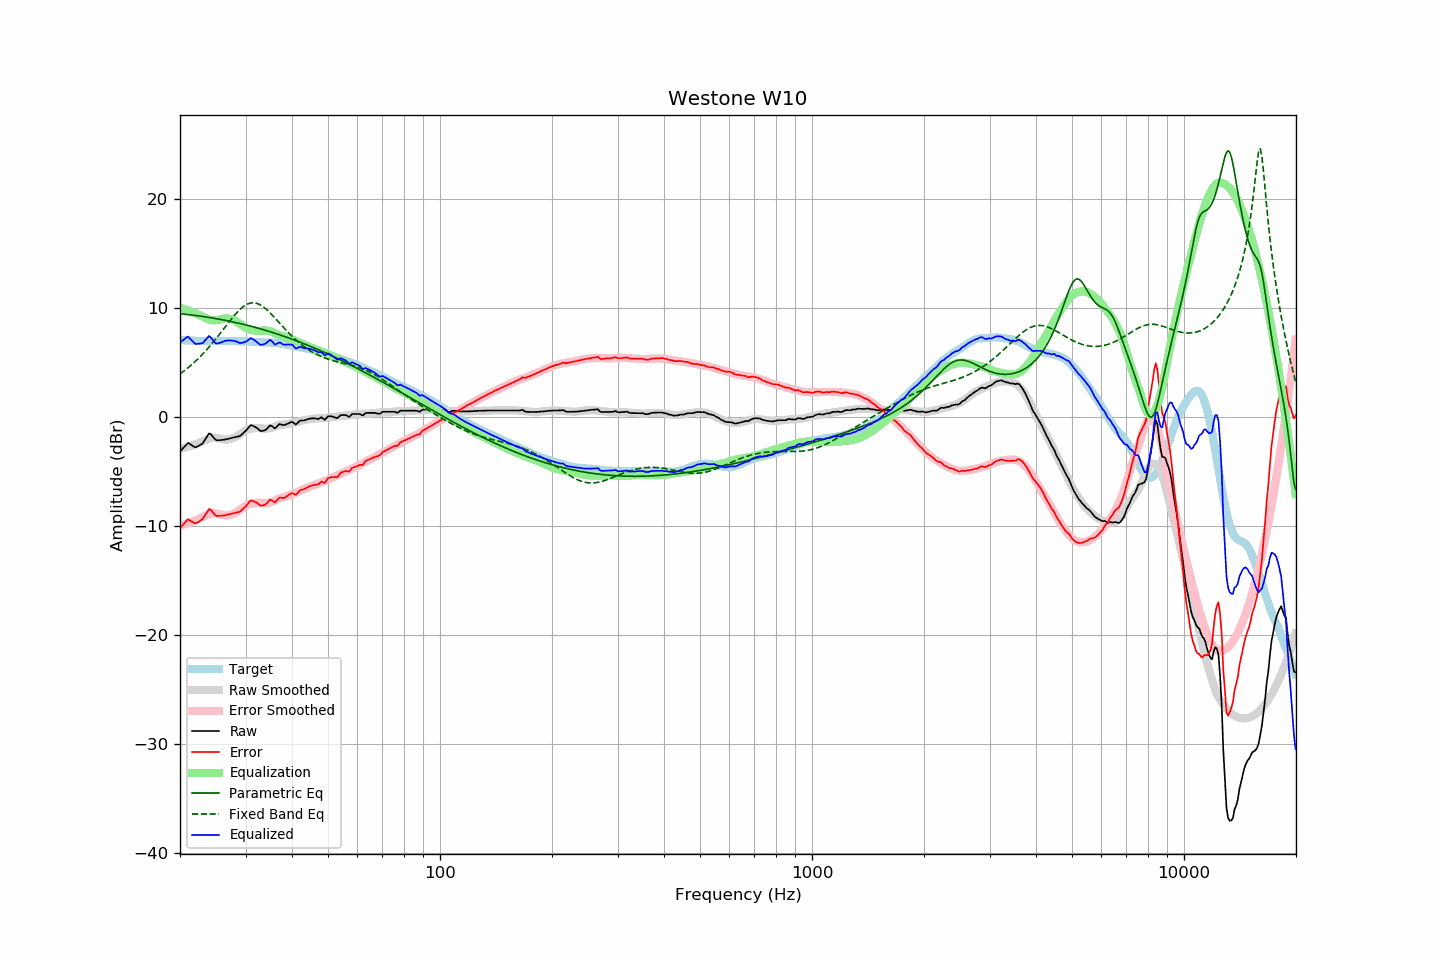 Westone W10
Amplitude (dBr)
20
10
0
−10
−20
−30
−40
Target
Raw Smoothed
Error Smoothed
Raw
Error
Equalization
Parametric Eq
Fixed Band Eq
Equalized
100
1000
10000
Frequency (Hz)